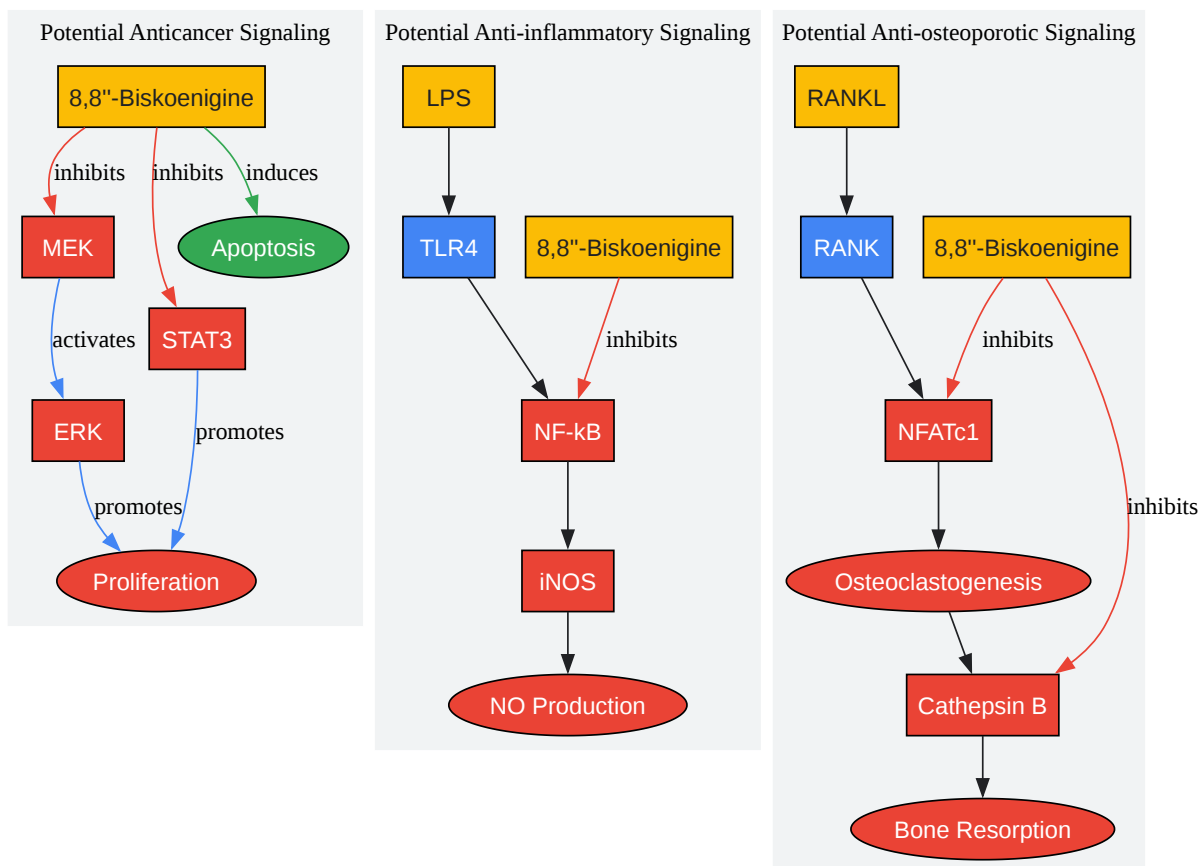 Potential Anticancer Signaling
8,8"-Biskoenigine
inhibits
inhibits
induces
MEK
Apoptosis
activates
STAT3
ERK
promotes
promotes
Proliferation
Potential Anti-inflammatory Signaling
LPS
TLR4
8,8"-Biskoenigine
inhibits
NF-kB
iNOS
NO Production
Potential Anti-osteoporotic Signaling
RANKL
RANK
8,8"-Biskoenigine
inhibits
NFATc1
inhibits
Osteoclastogenesis
Cathepsin B
Bone Resorption